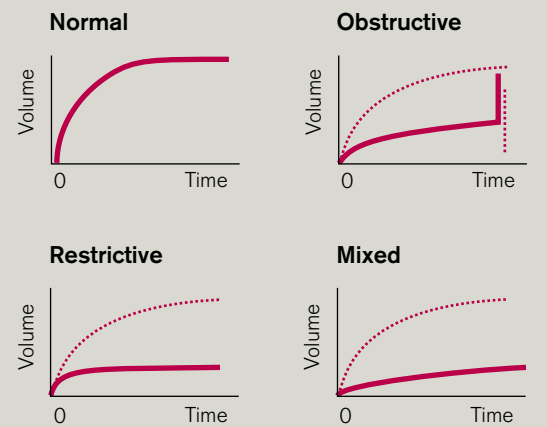 Normal
Volume
0 Time
Obstructive
Volume
0 Time
Restrictive
Volume
0 Time
Mixed
Volume
0 Time